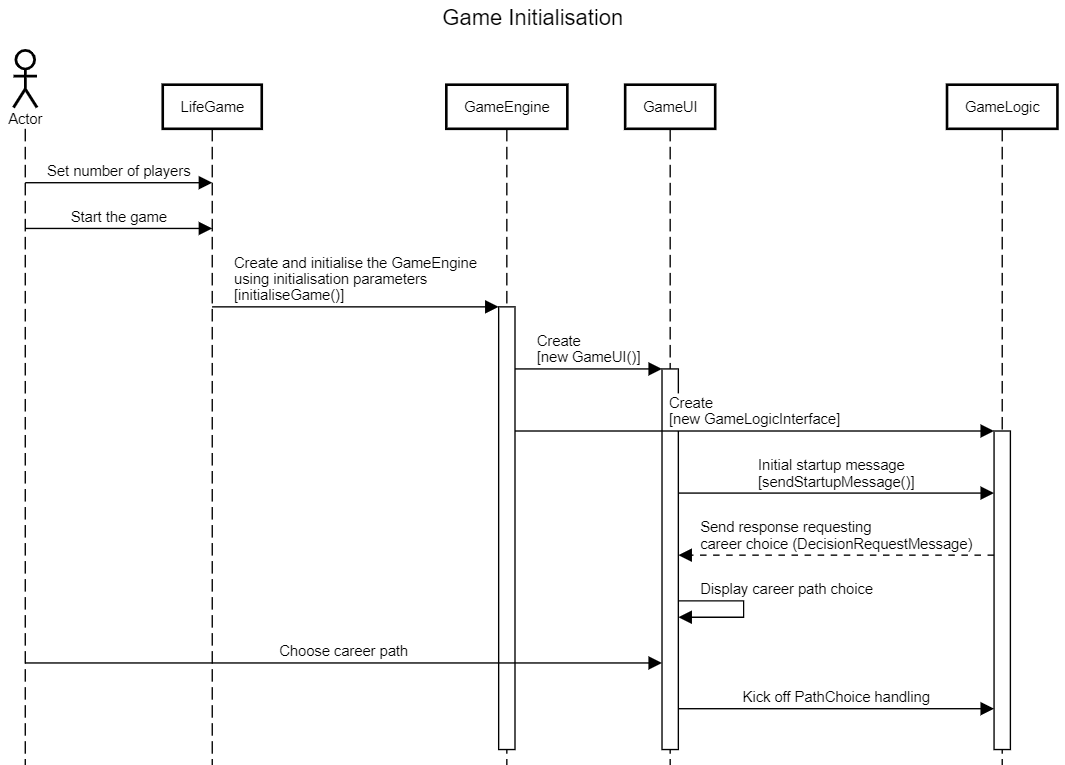 Game Initialisation
Actor
LifeGame
GameEngine
GameUI
GameLogic
Set number of players
Start the game
Create and initialise the GameEngine
using initialisation parameters
[initialiseGame()]
Create
[new GameUI()]
Create
[new GameLogicInterface]
Initial startup message
[sendStartupMessage()]
Send response requesting
career choice (DecisionRequestMessage)
Display career path choice
Choose career path
Kick off PathChoice handling